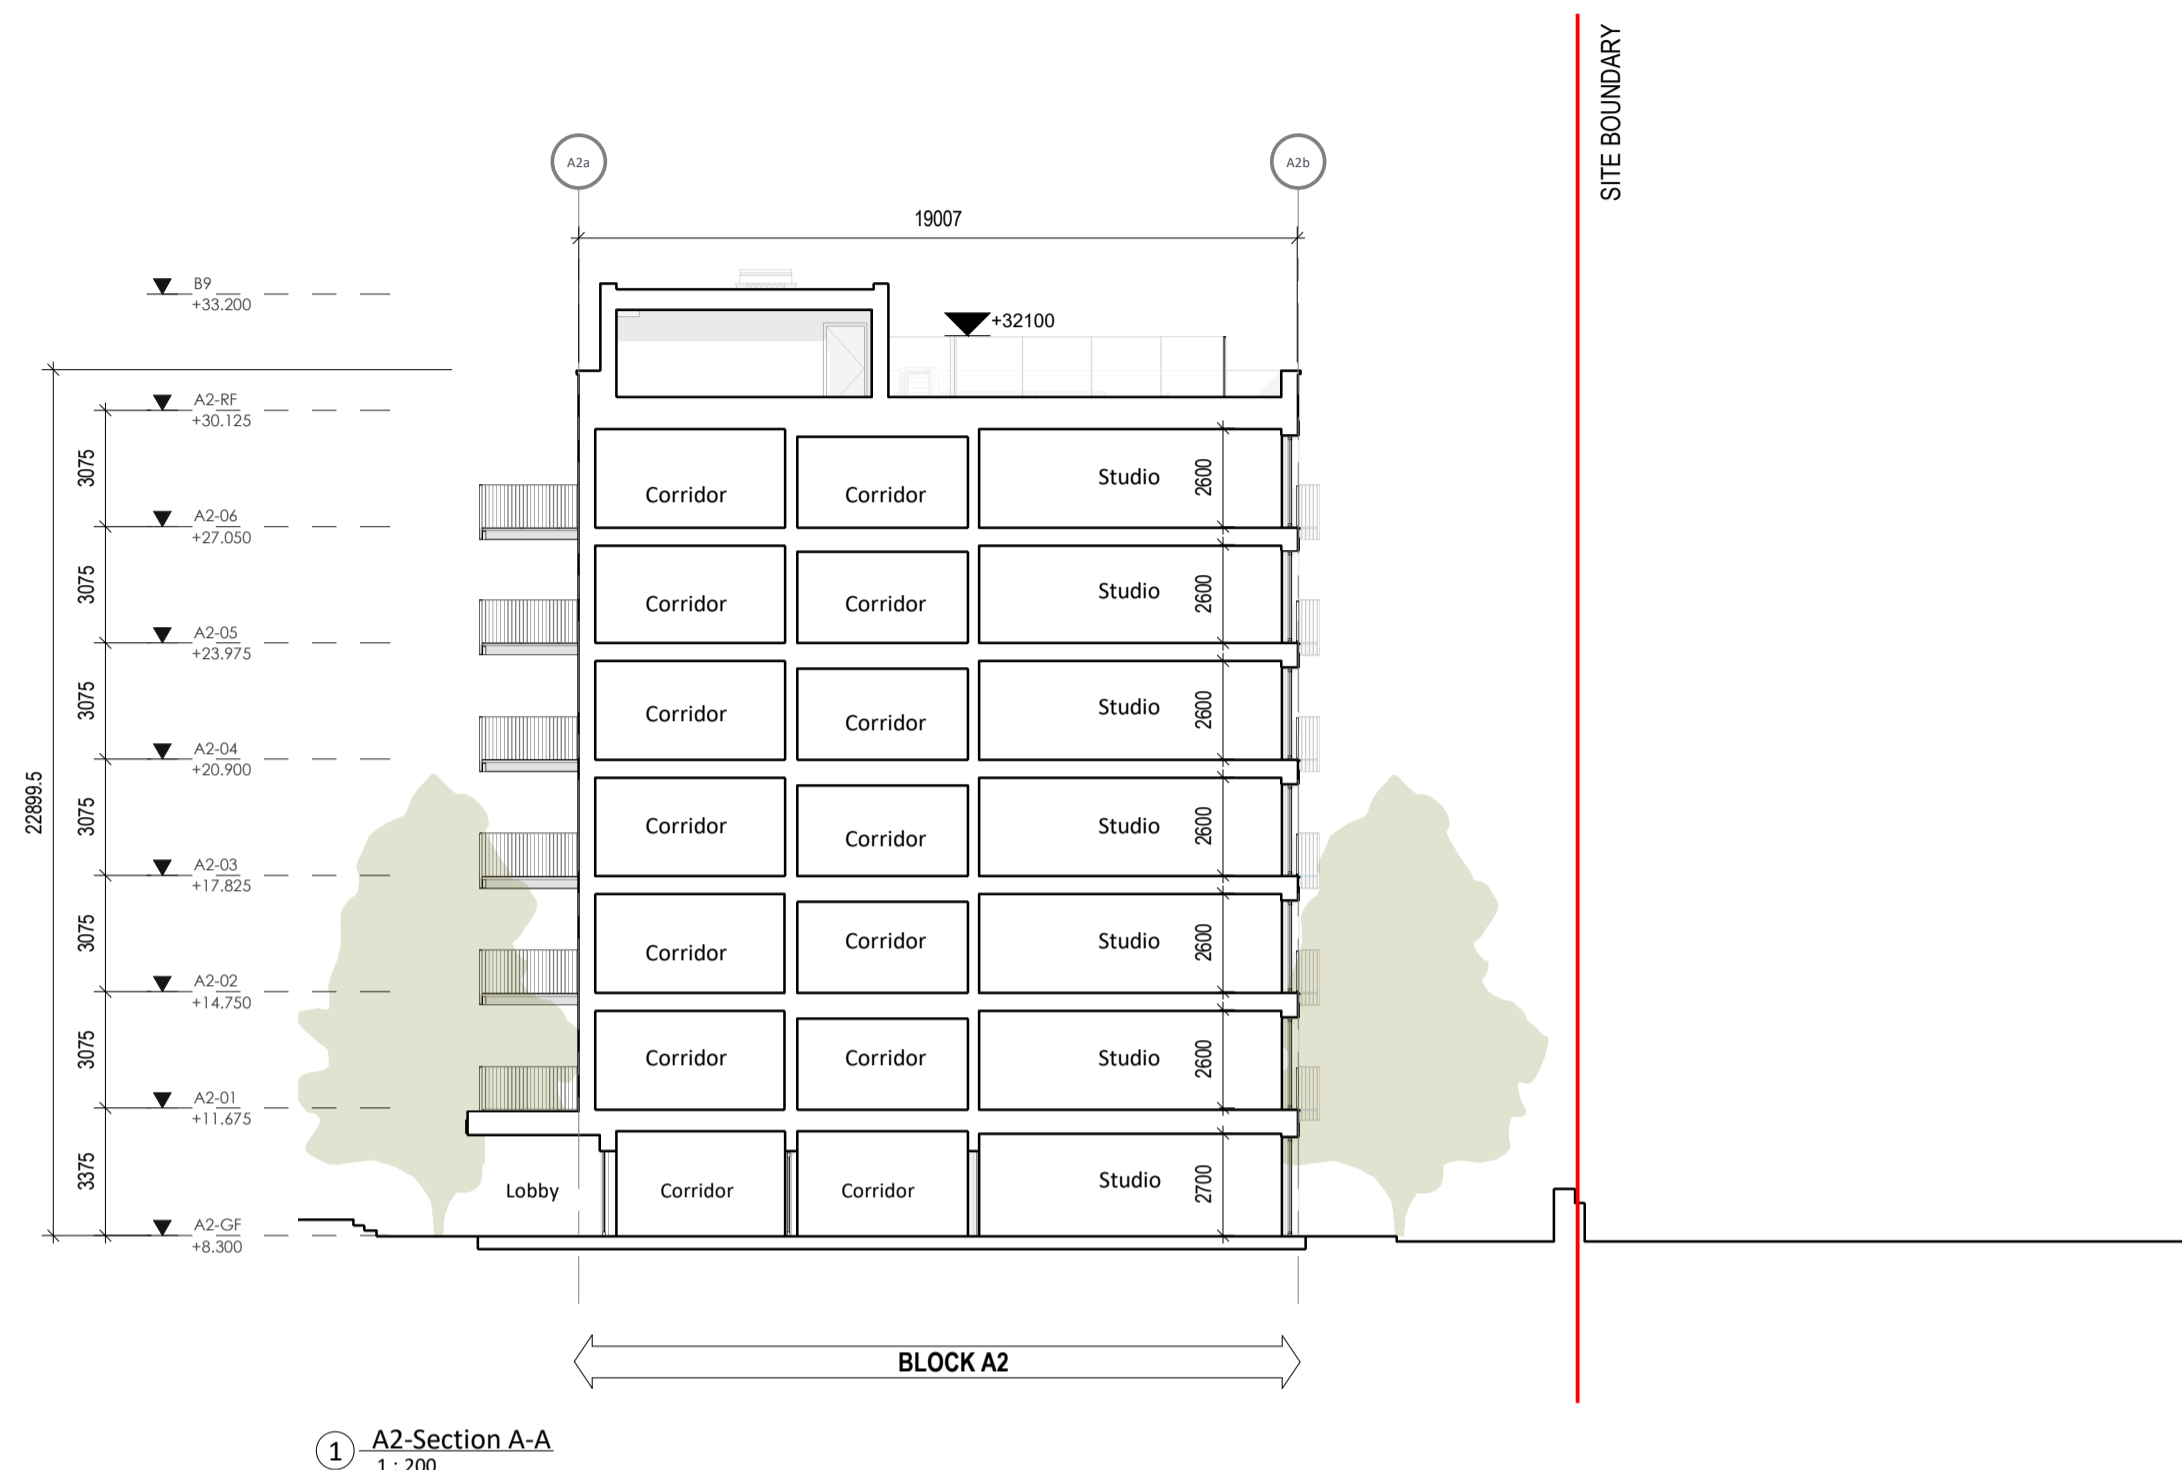 SITE BOUNDARY
A2a
A2b
19007
B9
+33.200
+32100
A2-RF
+30.125
3075
Corridor
Corridor
Studio
2600
A2-06
+27.050
3075
Corridor
Corridor
Studio
2600
A2-05
+23.975
3075
Corridor
Corridor
Studio
2600
A2-04
+20.900
22899.5
3075
Corridor
Corridor
Studio
2600
A2-03
+17.825
3075
Corridor
Corridor
Studio
2600
A2-02
+14.750
3075
Corridor
Corridor
Studio
2600
A2-01
+11.675
3375
Lobby
Corridor
Corridor
Studio
2700
A2-GF
+8.300
BLOCK A2
1
A2-Section A-A
1 : 200